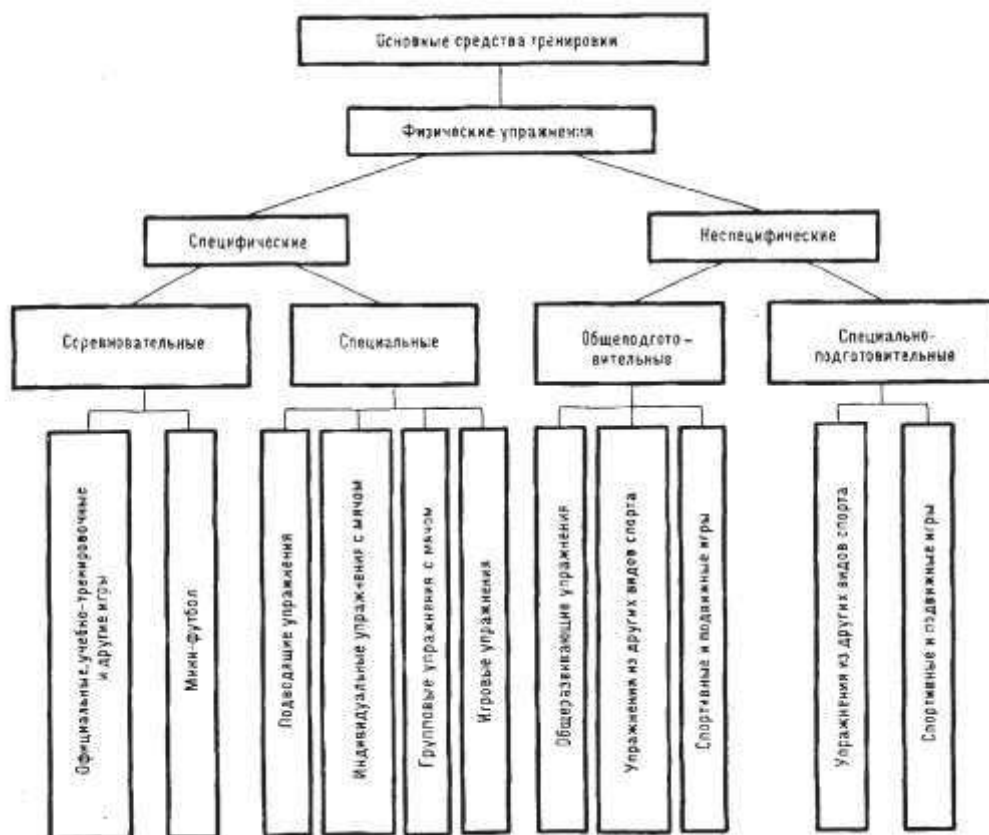 Основные средства тренировки
Физические упражнения
Специфические
Неспецифические
Соревновательные
Специальные
Общеподгото-
вительные
Специально-
подготовительные
Официальные, учебно-тренировочные
и другие игры
Мини-футбол
Подводящие упражнения
Индивидуальные упражнения с мячом
Групповые упражнения с мячом
Игровые упражнения
Общеразвивающие упражнения
Упражнения из других видов спорта
Спортивные и подвижные игры
Упражнения из других видов спорта
Спортивные и подвижные игры